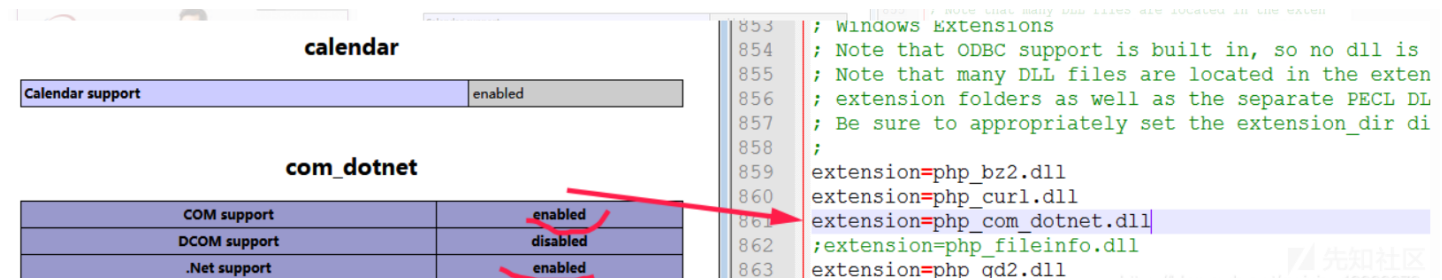 calendar
Calendar support enabled
com_dotnet
COM support enabled
DCOM support disabled
.Net support enabled
853 ; Windows Extensions
854 ; Note that ODBC support is built in, so no dll is
855 ; Note that many DLL files are located in the exten
856 ; extension folders as well as the separate PECL DL
857 ; Be sure to appropriately set the extension_dir di
858 ;
859 extension=php_bz2.dll
860 extension=php_curl.dll
861 extension=php_com_dotnet.dll
862 ;extension=php_fileinfo.dll
863 extension=php_gd2.dll
先知社区